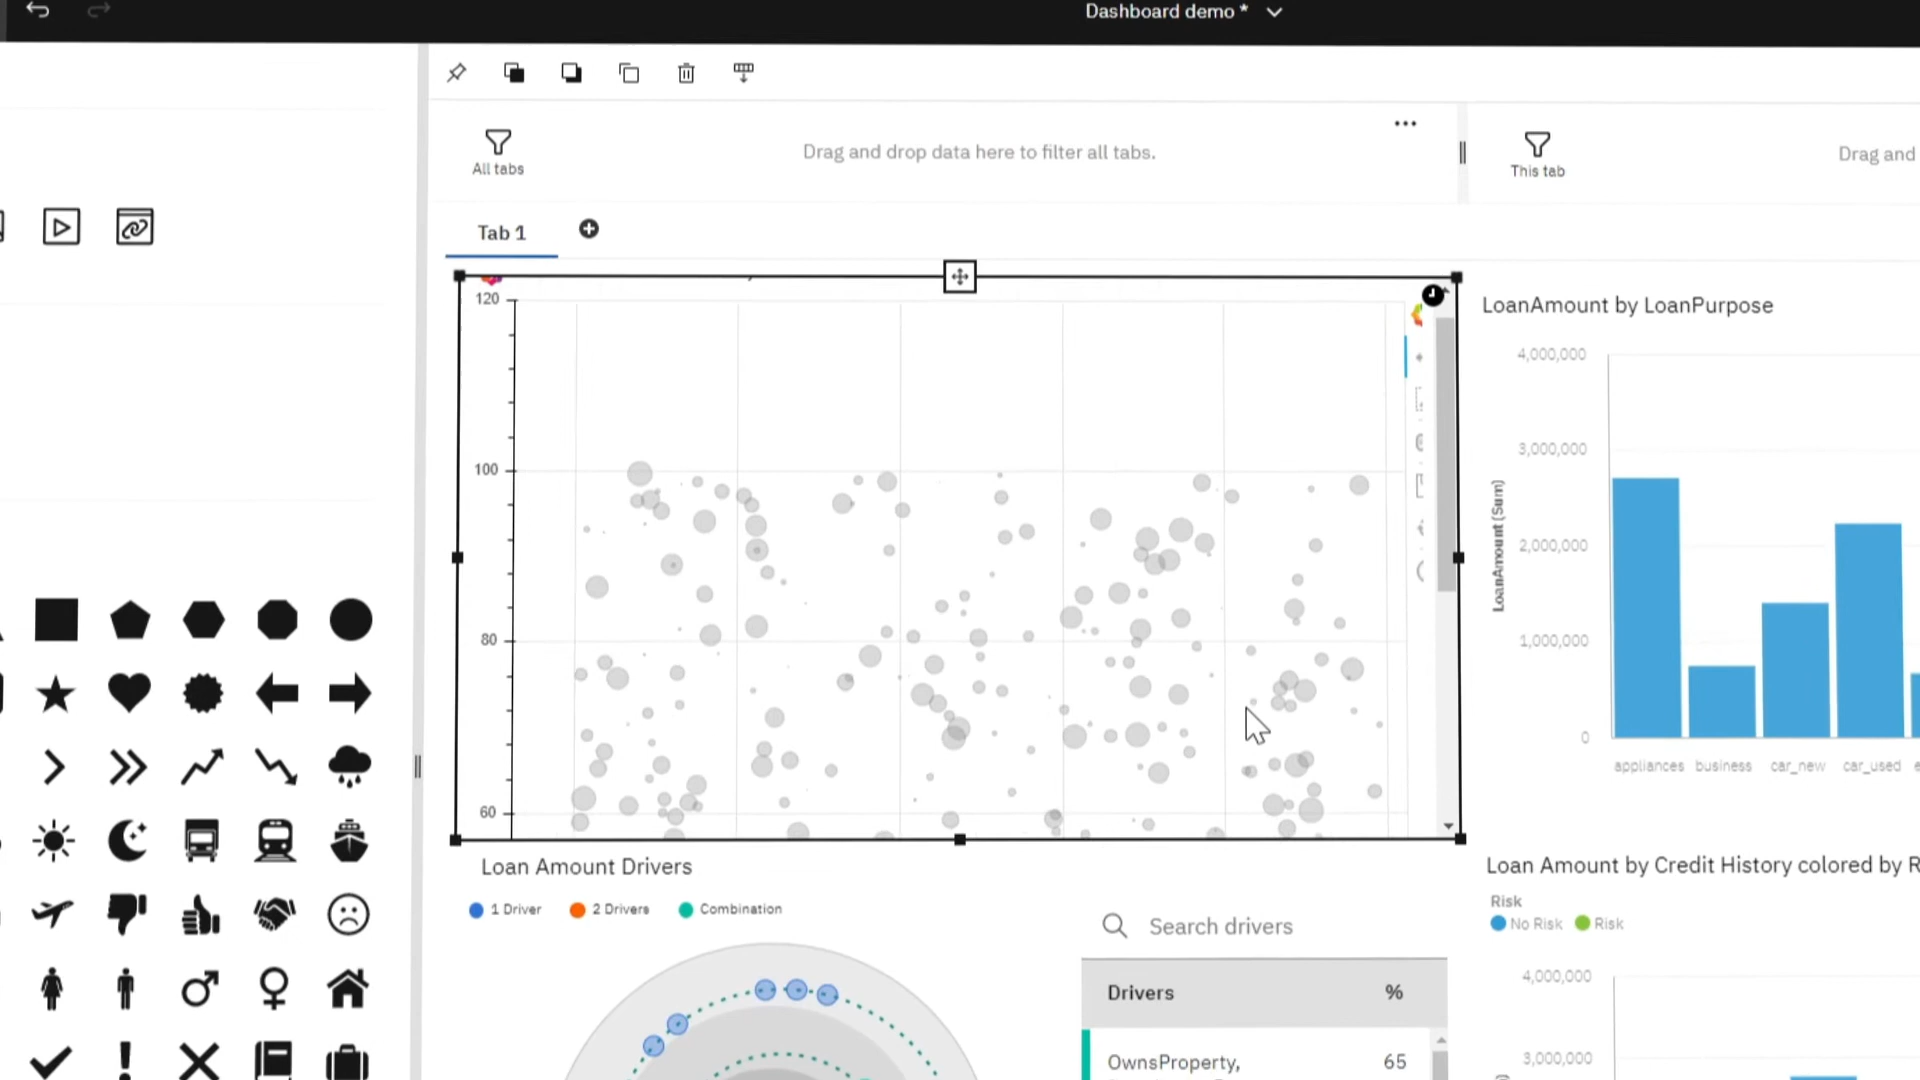 Dashboard demo *
All tabs
Drag and drop data here to filter all tabs.
This tab
Drag and
Tab 1
120
100
80
60
LoanAmount by LoanPurpose
4,000,000
3,000,000
2,000,000
1,000,000
0
LoanAmount (Sum)
appliances business car_new car_used e
Loan Amount Drivers
1 Driver 2 Drivers Combination
Search drivers
Drivers %
OwnsProperty, 65
Loan Amount by Credit History colored by R
Risk
No Risk Risk
4,000,000
3,000,000